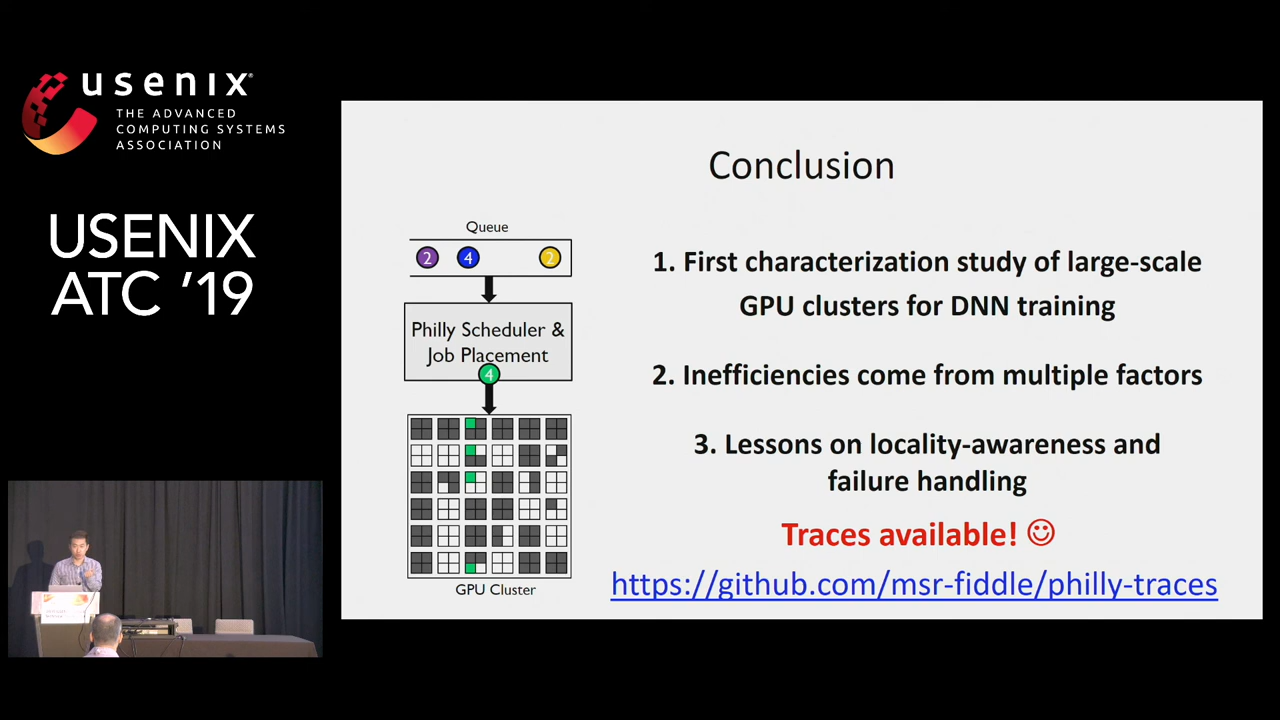 usenix®
THE ADVANCED
COMPUTING SYSTEMS
ASSOCIATION
USENIX
ATC ’19
Conclusion
Queue
2 4 2
Philly Scheduler &
Job Placement
4
GPU Cluster
1. First characterization study of large-scale
GPU clusters for DNN training
2. Inefficiencies come from multiple factors
3. Lessons on locality-awareness and
failure handling
Traces available! ☺
https://github.com/msr-fiddle/philly-traces